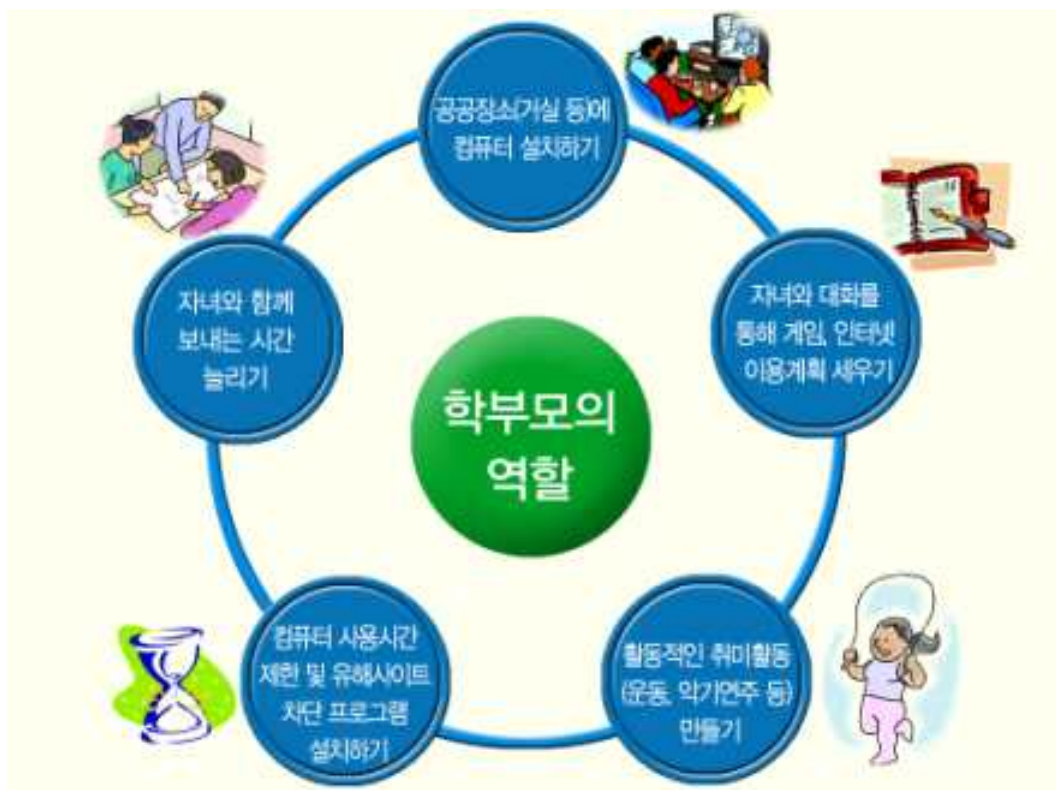 공공장소(거실 등)에
컴퓨터 설치하기
자녀와 대화를
통해 게임, 인터넷
이용계획 세우기
활동적인 취미활동
(운동, 악기연주 등)
만들기
컴퓨터 사용시간
제한 및 유해사이트
차단 프로그램
설치하기
자녀와 함께
보내는 시간
늘리기
학부모의
역할